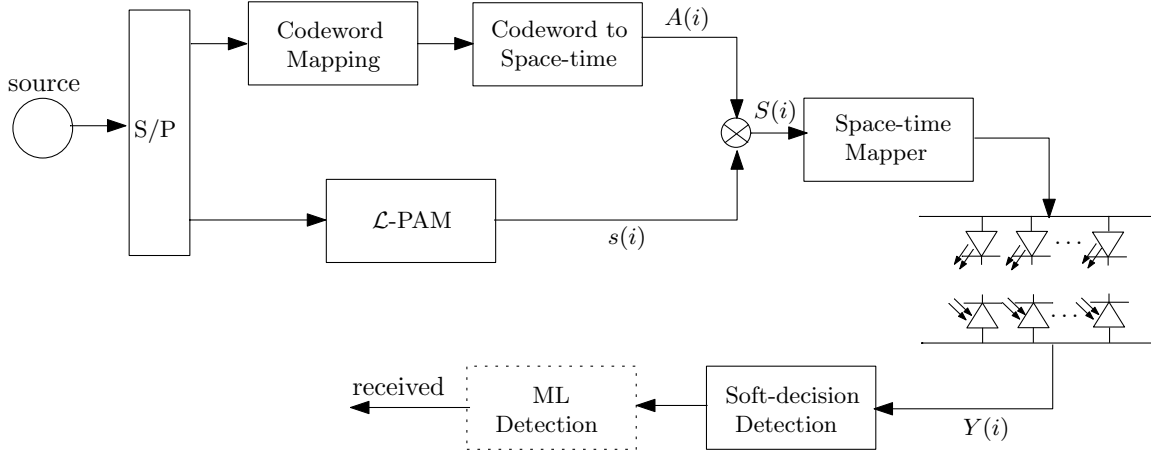 source
S/P
Codeword
Mapping
Codeword to
Space-time
A(i)
S(i)
Space-time
Mapper
ℒ-PAM
s(i)
···
···
received
ML
Detection
Soft-decision
Detection
Y(i)